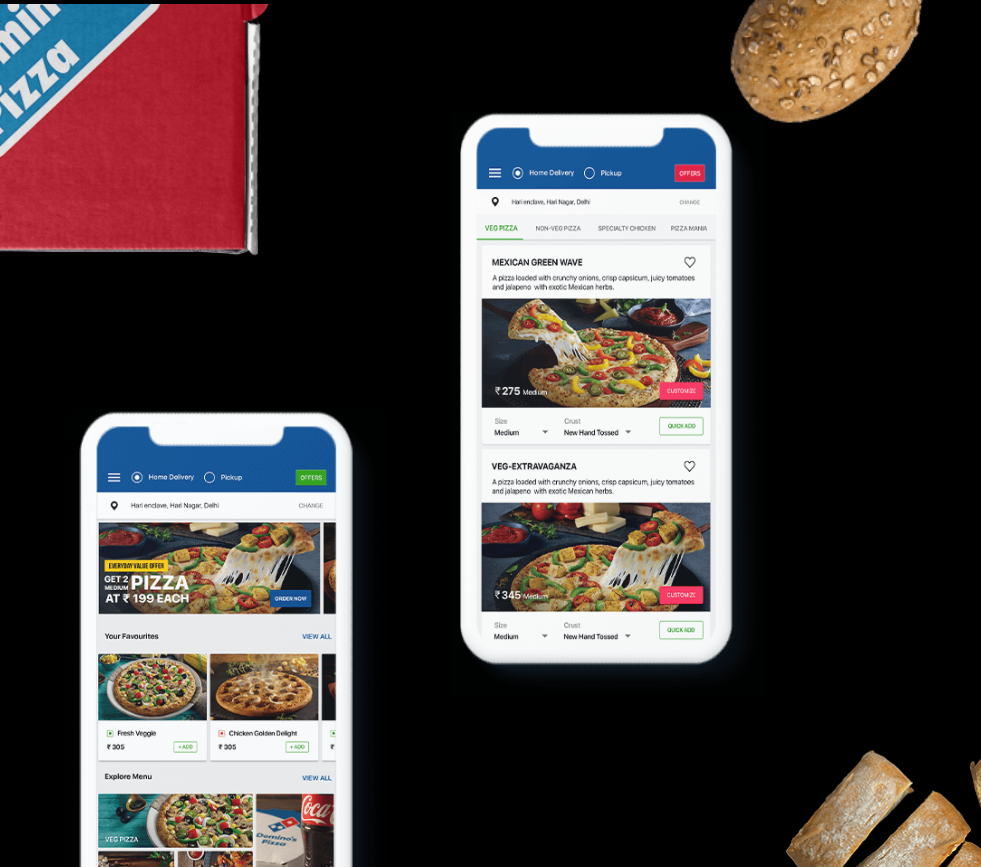 Pizza
Home Delivery
Pickup
OFFERS
Hari enclave, Hari Nagar, Delhi
CHANGE
VEG PIZZA
NON-VEG PIZZA
SPECIALTY CHICKEN
PIZZA MANIA
MEXICAN GREEN WAVE
A pizza loaded with crunchy onions, crisp capsicum, juicy tomatoes
and jalapeno with exotic Mexican herbs.
₹ 275 Medium
CUSTOMIZE
Size
Crust
Medium
New Hand Tossed
QUICK ADD
VEG-EXTRAVAGANZA
A pizza loaded with crunchy onions, crisp capsicum, juicy tomatoes
and jalapeno with exotic Mexican herbs.
₹ 345 Medium
CUSTOMIZE
Size
Crust
Medium
New Hand Tossed
QUICK ADD
Home Delivery
Pickup
OFFERS
Hari enclave, Hari Nagar, Delhi
CHANGE
EVERYDAY VALUE OFFER
GET 2
MEDIUM PIZZA
AT ₹ 199 EACH
ORDER NOW
Your Favourites
VIEW ALL
Fresh Veggie
₹ 305
+ ADD
Chicken Golden Delight
₹ 305
+ ADD
₹
Explore Menu
VIEW ALL
VEG PIZZA
Domino's
Pizza